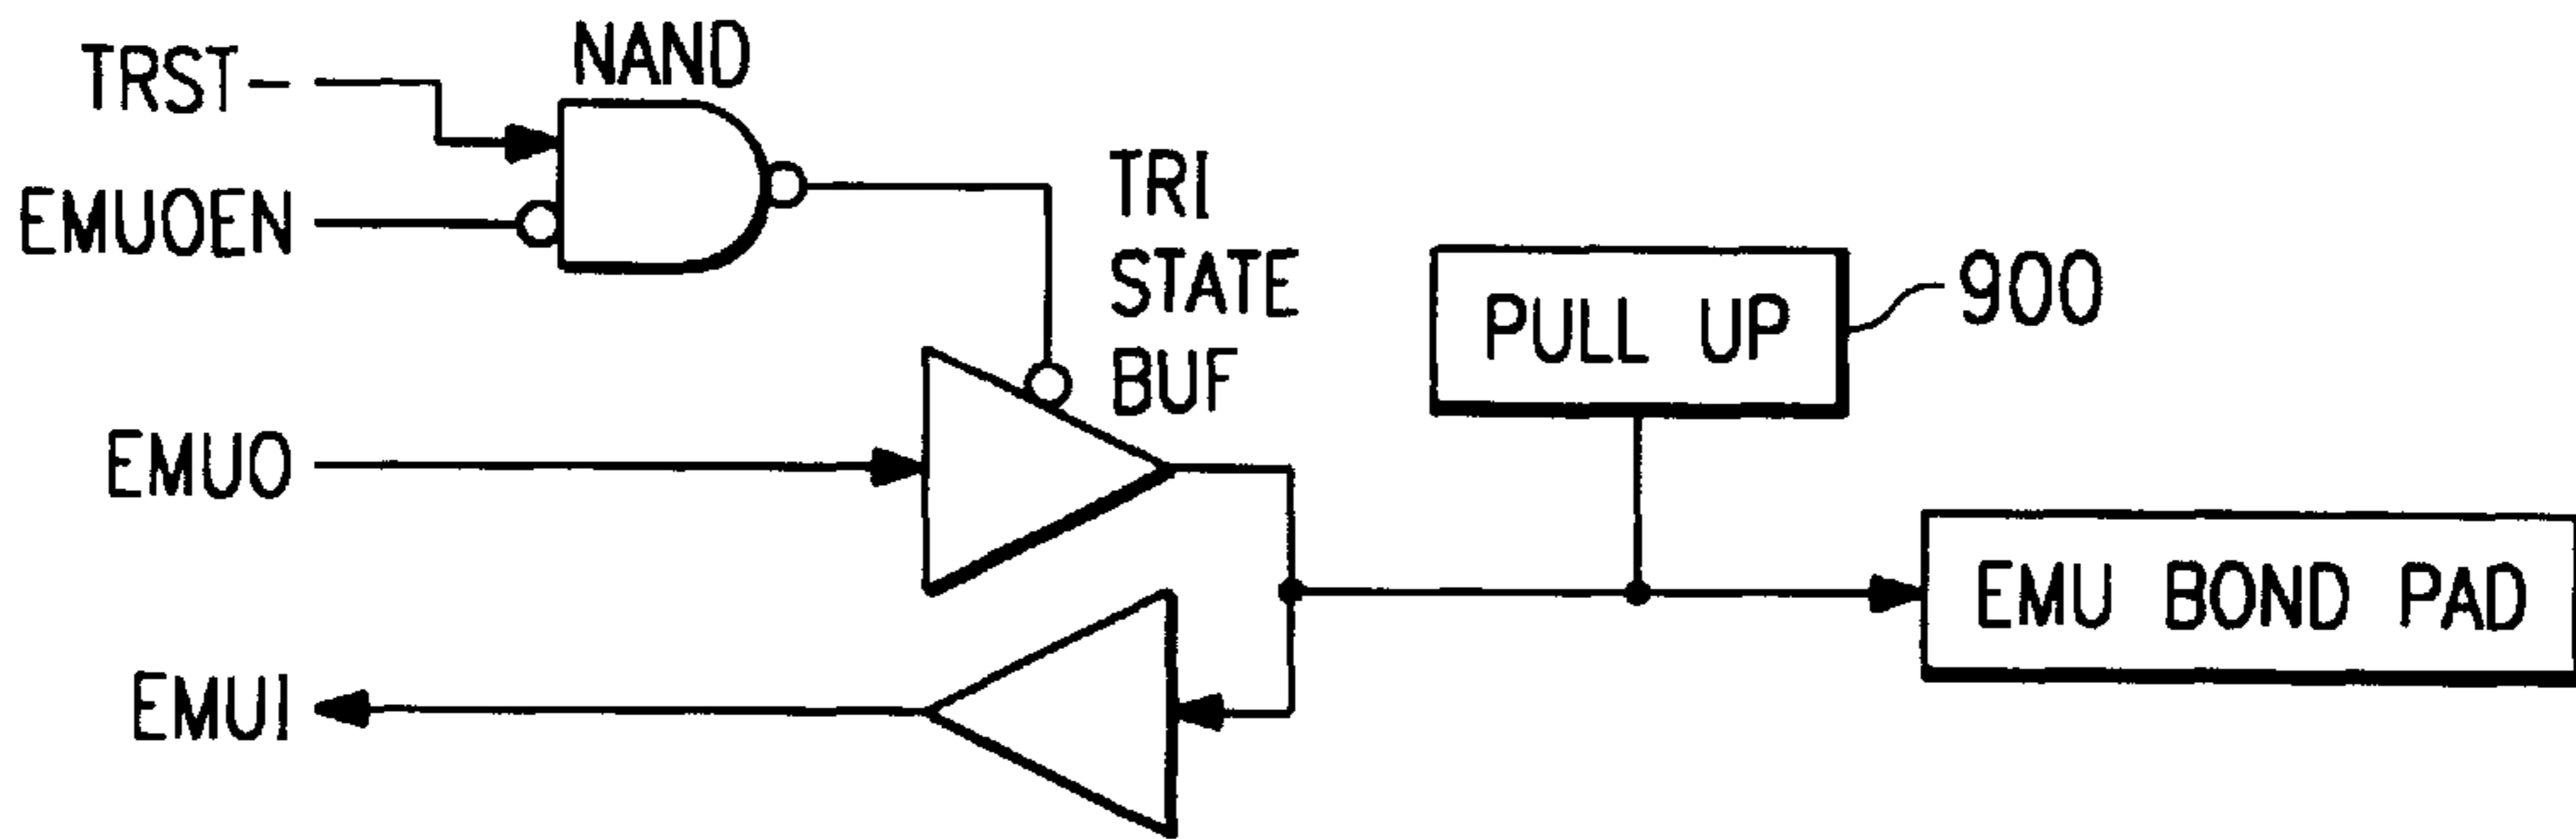 NAND
TRST-
EMUOEN
TRI
STATE
BUF
PULL UP
900
EMUO
EMU BOND PAD
EMUI